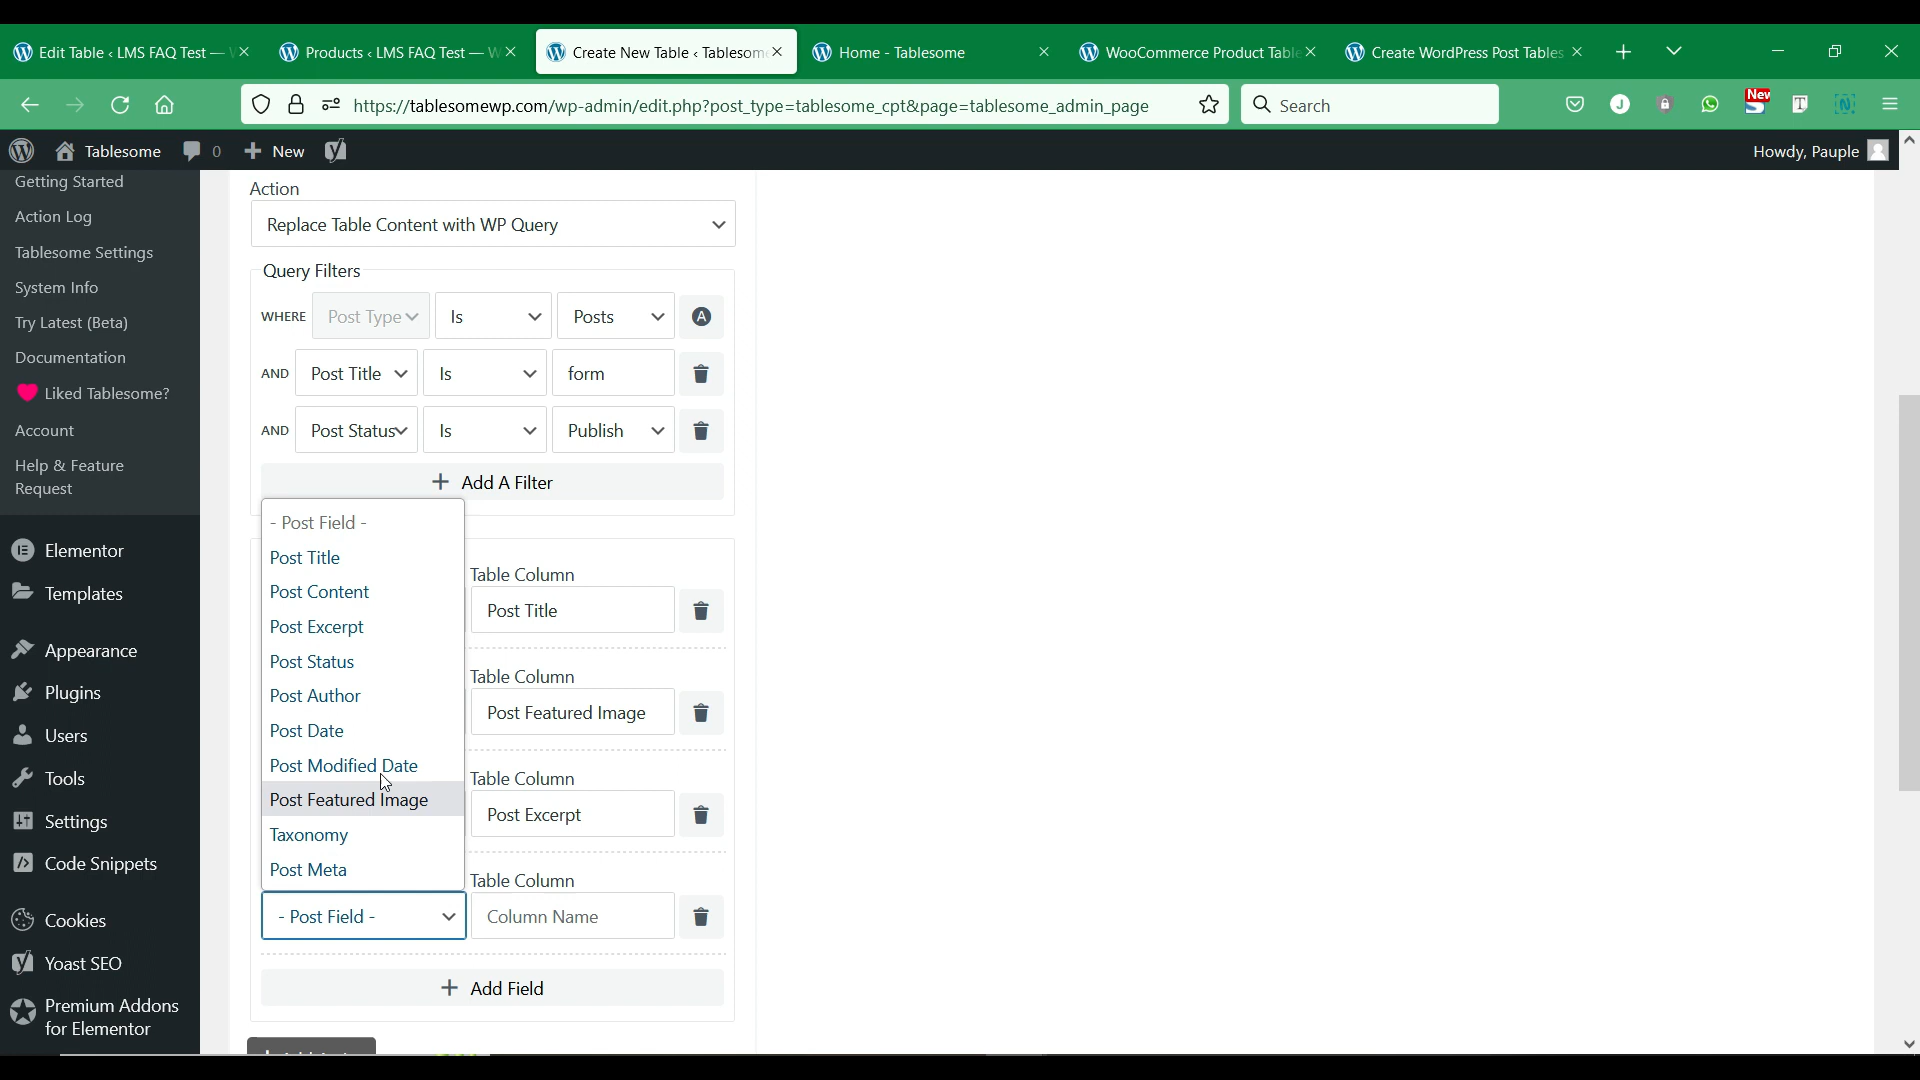 Edit Table ‹ LMS FAQ Test —
Products ‹ LMS FAQ Test — W
Create New Table ‹ Tablesom
Home - Tablesome
WooCommerce Product Table
Create WordPress Post Tables
https://tablesomewp.com/wp-admin/edit.php?post_type=tablesome_cpt&page=tablesome_admin_page
Search
New
Tablesome
0
New
Howdy, Pauple
Getting Started
Action Log
Tablesome Settings
System Info
Try Latest (Beta)
Documentation
Liked Tablesome?
Account
Help & Feature
Request
Elementor
Templates
Appearance
Plugins
Users
Tools
Settings
Code Snippets
Cookies
Yoast SEO
Premium Addons
for Elementor
Action
Replace Table Content with WP Query
Query Filters
WHERE Post Type Is Posts A
AND Post Title Is form
AND Post Status Is Publish
Add A Filter
- Post Field -
Post Title
Post Content
Post Excerpt
Post Status
Post Author
Post Date
Post Modified Date
Post Featured Image
Taxonomy
Post Meta
Table Column
Post Title
Table Column
Post Featured Image
Table Column
Post Excerpt
Table Column
- Post Field - Column Name
Add Field